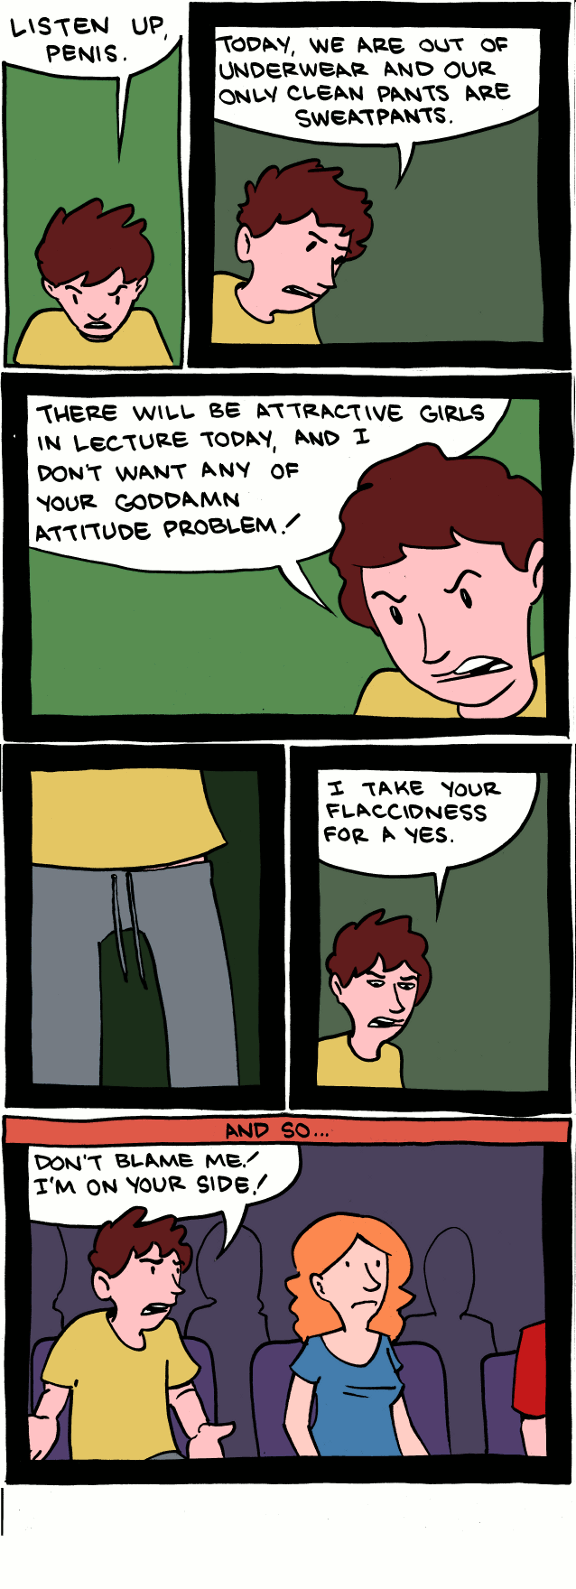 LISTEN UP,
PENIS.
TODAY, WE ARE OUT OF
UNDERWEAR AND OUR
ONLY CLEAN PANTS ARE
SWEATPANTS.
THERE WILL BE ATTRACTIVE GIRLS
IN LECTURE TODAY, AND I
DON'T WANT ANY OF
YOUR GODDAMN
ATTITUDE PROBLEM!
I TAKE YOUR
FLACCIDNESS
FOR A YES.
AND SO...
DON'T BLAME ME!
I'M ON YOUR SIDE!